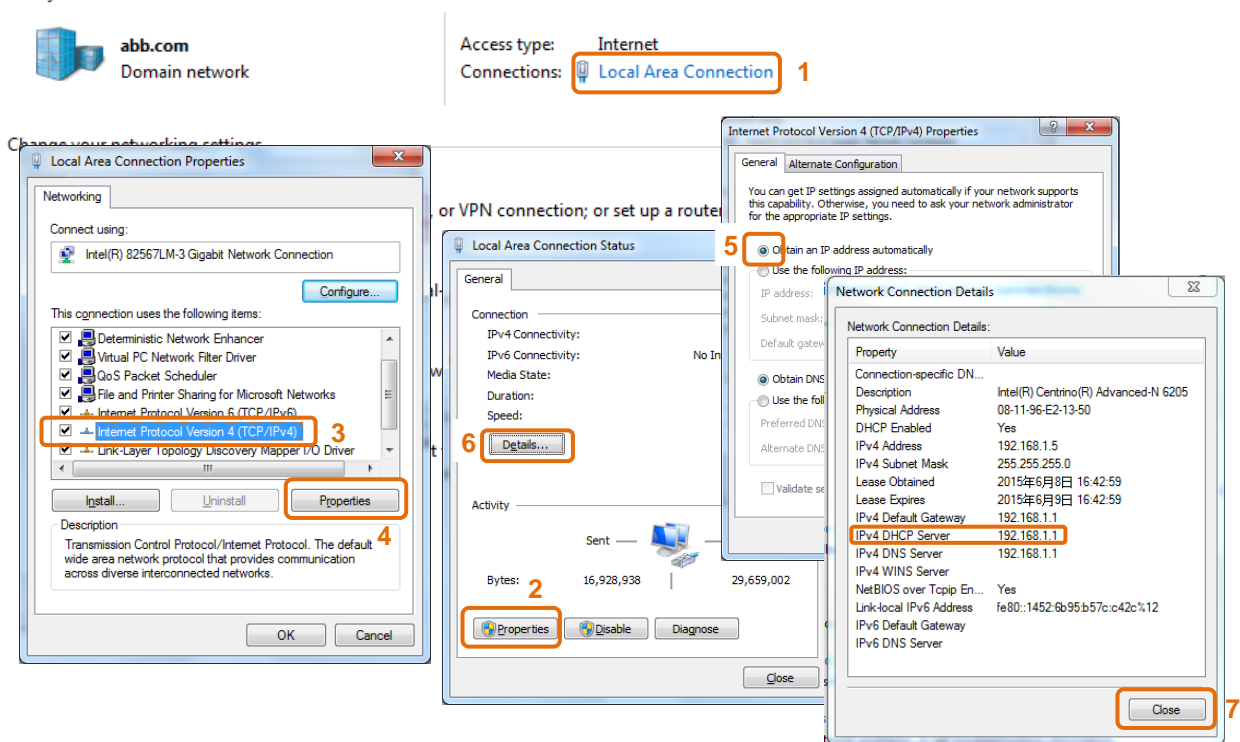 abb.com
Domain network
Access type: Internet
Connections: Local Area Connection 1
Change your networking settings
Local Area Connection Properties
Networking
Connect using:
Intel(R) 82567LM-3 Gigabit Network Connection
Configure...
This connection uses the following items:
Deterministic Network Enhancer
Virtual PC Network Filter Driver
QoS Packet Scheduler
File and Printer Sharing for Microsoft Networks
Internet Protocol Version 6 (TCP/IPv6)
Internet Protocol Version 4 (TCP/IPv4) 3
Link-Layer Topology Discovery Mapper I/O Driver
Install... Uninstall Properties
4
Description
Transmission Control Protocol/Internet Protocol. The default
wide area network protocol that provides communication
across diverse interconnected networks.
OK Cancel
, or VPN connection; or set up a route
Local Area Connection Status
General
Connection
IPv4 Connectivity:
IPv6 Connectivity: No In
Media State:
Duration:
Speed:
6 Details...
Activity
Sent
Bytes: 16,928,938 29,659,002
2
Properties Disable Diagnose
Close
Internet Protocol Version 4 (TCP/IPv4) Properties
General Alternate Configuration
You can get IP settings assigned automatically if your network supports
this capability. Otherwise, you need to ask your network administrator
for the appropriate IP settings.
5 Obtain an IP address automatically
Use the following IP address:
IP address:
Subnet mask:
Default gatew
Obtain DNS
Use the foll
Preferred DNS
Alternate DNS
Validate se
Network Connection Details
Network Connection Details:
Property Value
Connection-specific DN...
Description Intel(R) Centrino(R) Advanced-N 6205
Physical Address 08-11-96-E2-13-50
DHCP Enabled Yes
IPv4 Address 192.168.1.5
IPv4 Subnet Mask 255.255.255.0
Lease Obtained 2015年6月8日 16:42:59
Lease Expires 2015年6月9日 16:42:59
IPv4 Default Gateway 192.168.1.1
IPv4 DHCP Server 192.168.1.1
IPv4 DNS Server 192.168.1.1
IPv4 WINS Server
NetBIOS over Tcpip En... Yes
Link-local IPv6 Address fe80::1452:6b95:b57c:c42c%12
IPv6 Default Gateway
IPv6 DNS Server
Close 7